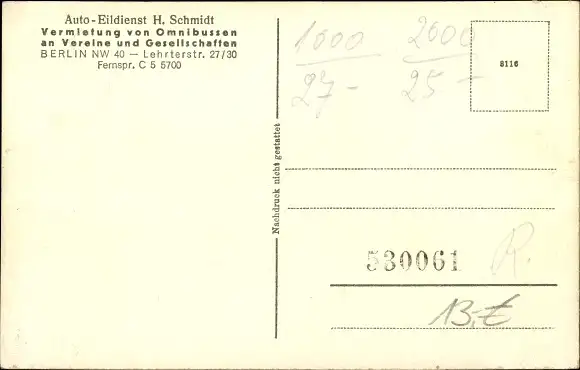 Auto-Eildienst H. Schmidt
Vermietung von Omnibussen
an Vereine und Gesellschaften
BERLIN NW 40 — Lehrterstr. 27/30
Fernspr. C 5 5700
Nachdruck nicht gestattet
1000 2000
27- 25-
8116
530061
R.
13,-€